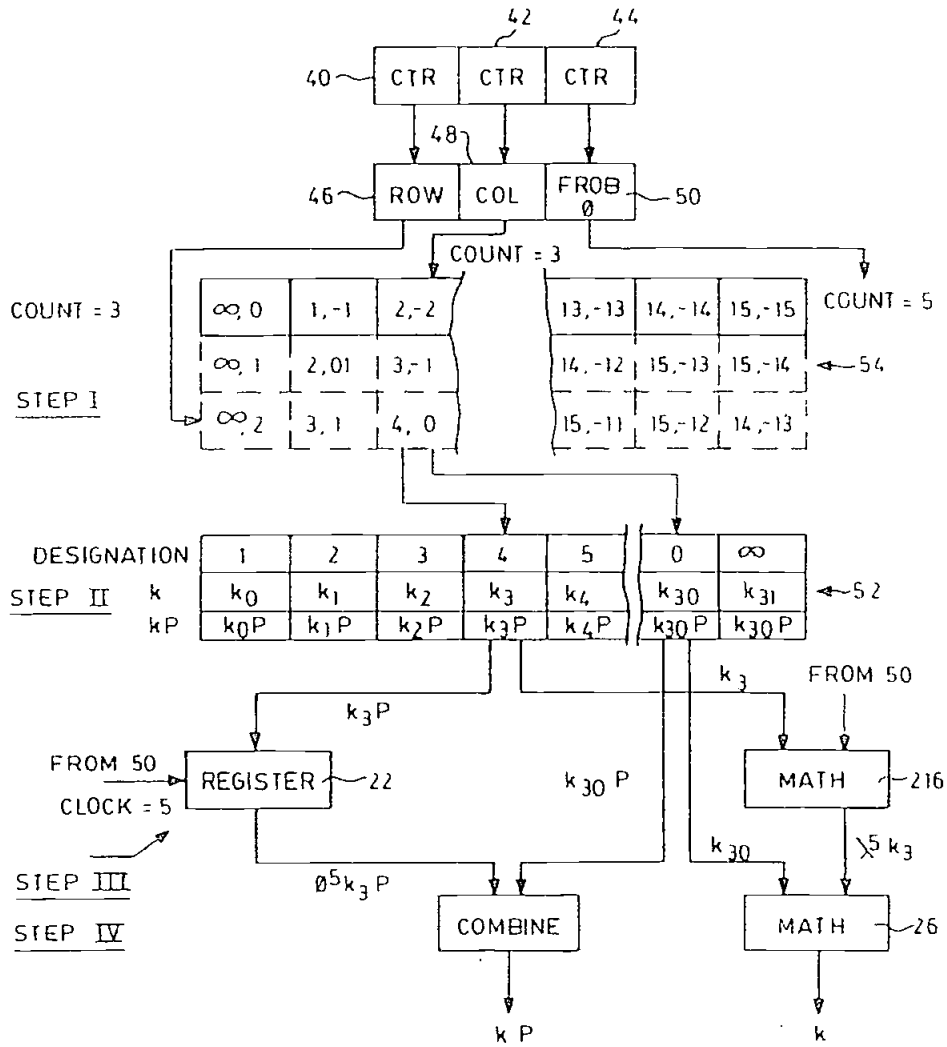 42 44
40 CTR CTR CTR
48
46 ROW COL FROB Ø 50
COUNT = 3
COUNT = 3 ∞,0 1,-1 2,-2 13,-13 14,-14 15,-15 COUNT = 5
∞,1 2,01 3,-1 14,-12 15,-13 15,-14 54
STEP I
∞,2 3,1 4,0 15,-11 15,-12 14,-13
DESIGNATION 1 2 3 4 5 0 ∞
STEP II k k0 k1 k2 k3 k4 k30 k31 52
kP k0P k1P k2P k3P k4P k30P k30P
k3P k3 FROM 50
FROM 50 REGISTER 22 k30 P MATH 216
CLOCK = 5
k30 λ5 k3
STEP III Ø5k3P
STEP IV COMBINE MATH 26
k P k